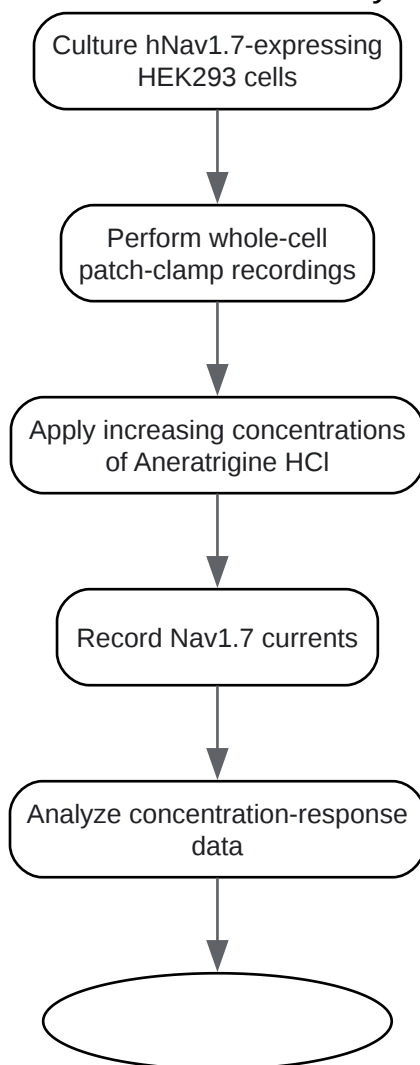 Culture hNav1.7-expressing
HEK293 cells
Perform whole-cell
patch-clamp recordings
Apply increasing concentrations
of Aneratrigine HCl
Record Nav1.7 currents
Analyze concentration-response
data